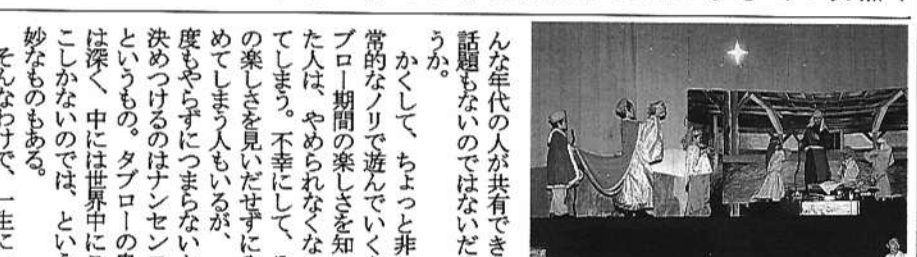 んな年代の人が共有でき
話題もないのではないだ
うか。
かくして、ちょっと非
常的なノリで遊んでいく
ブロー期間の楽しさを知
た人は、やめられなくな
てしまう。不幸にして、
の楽しさを見いだせずに
めてしまう人もいるが、
度もやらずにつまらない
決めつけるのはナンセン
というもの。タブローの
は深く、中には世界中に
こしかないのでは、とい
妙なものもある。
そんなわけで、一生に